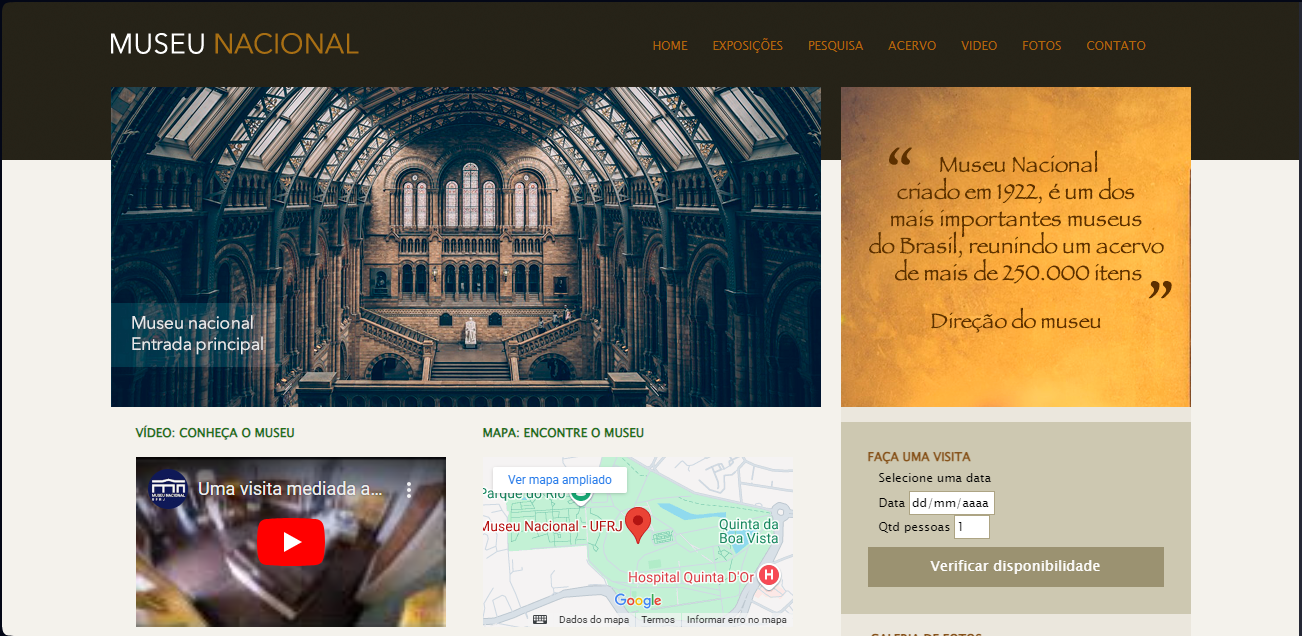 MUSEU NACIONAL
HOME EXPOSIÇÕES PESQUISA ACERVO VIDEO FOTOS CONTATO
Museu nacional
Entrada principal
“ Museu Nacional
criado em 1922, é um dos
mais importantes museus
do Brasil, reunindo um acervo
de mais de 250.000 itens ”
Direção do museu
VÍDEO: CONHEÇA O MUSEU
MUSEU NACIONAL
UFRJ
Uma visita mediada a...
MAPA: ENCONTRE O MUSEU
Ver mapa ampliado
Parque do Rio
Museu Nacional - UFRJ
Quinta da
Boa Vista
Hospital Quinta D'Or
H
Google
Dados do mapa Termos Informar erro no mapa
FAÇA UMA VISITA
Selecione uma data
Data dd/mm/aaaa
Qtd pessoas 1
Verificar disponibilidade
GALERIA DE FOTOS